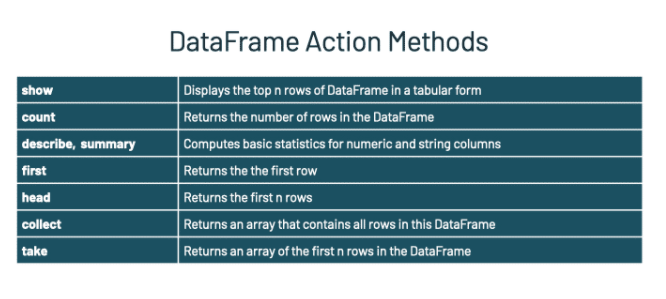 DataFrame Action Methods
show Displays the top n rows of DataFrame in a tabular form
count Returns the number of rows in the DataFrame
describe, summary Computes basic statistics for numeric and string columns
first Returns the the first row
head Returns the first n rows
collect Returns an array that contains all rows in this DataFrame
take Returns an array of the first n rows in the DataFrame